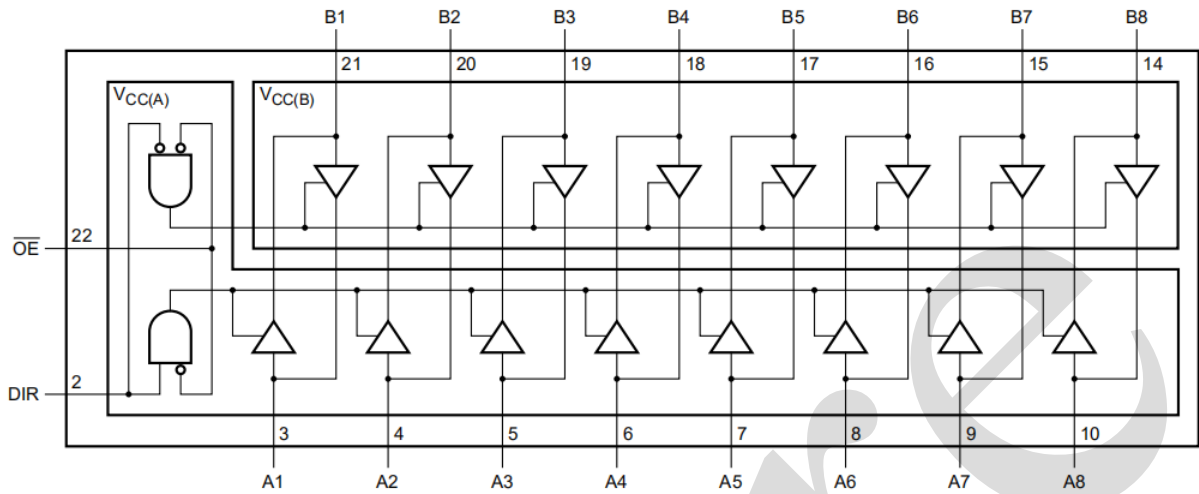 B1 B2 B3 B4 B5 B6 B7 B8
21 20 19 18 17 16 15 14
VCC(A) VCC(B)
OE 22
DIR 2
3 4 5 6 7 8 9 10
A1 A2 A3 A4 A5 A6 A7 A8